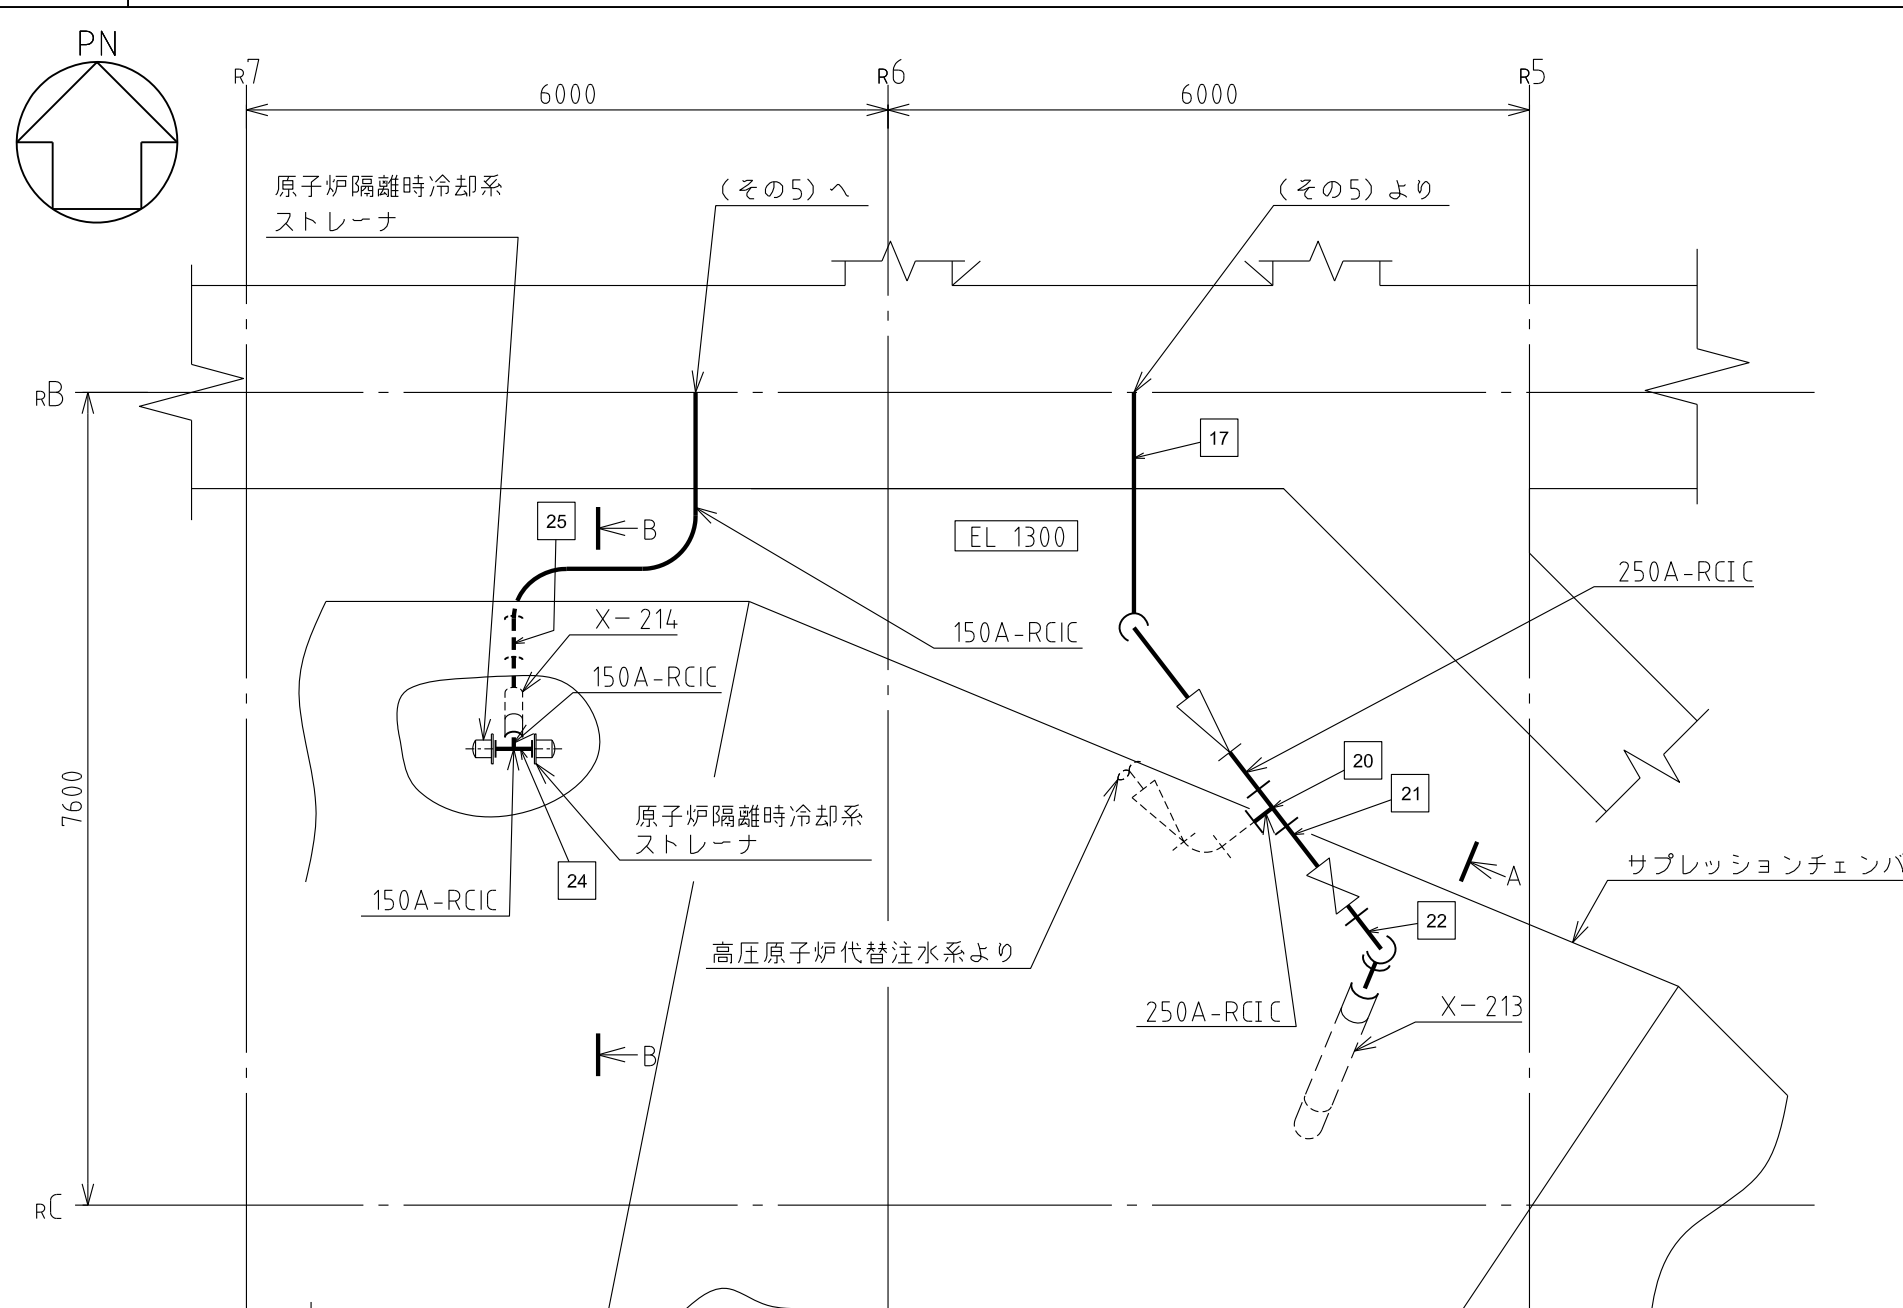 PN
R7
R6
R5
6000
6000
原子炉隔離時冷却系
ストレーナ
(その5)へ
(その5)より
RB
17
25
B
EL 1300
250A-RCIC
X-214
150A-RCIC
150A-RCIC
20
21
7600
原子炉隔離時冷却系
ストレーナ
24
150A-RCIC
A
サプレッションチェンバ
22
高圧原子炉代替注水系より
250A-RCIC
X-213
B
RC